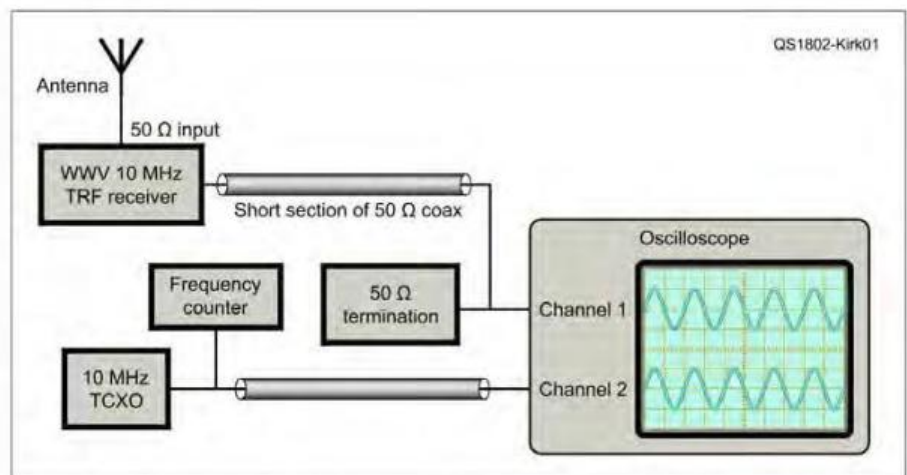 QS1802-Kirk01
Antenna
50 Ω input
WWV 10 MHz
TRF receiver
Short section of 50 Ω coax
Oscilloscope
Frequency
counter
50 Ω
termination
Channel 1
10 MHz
TCXO
Channel 2